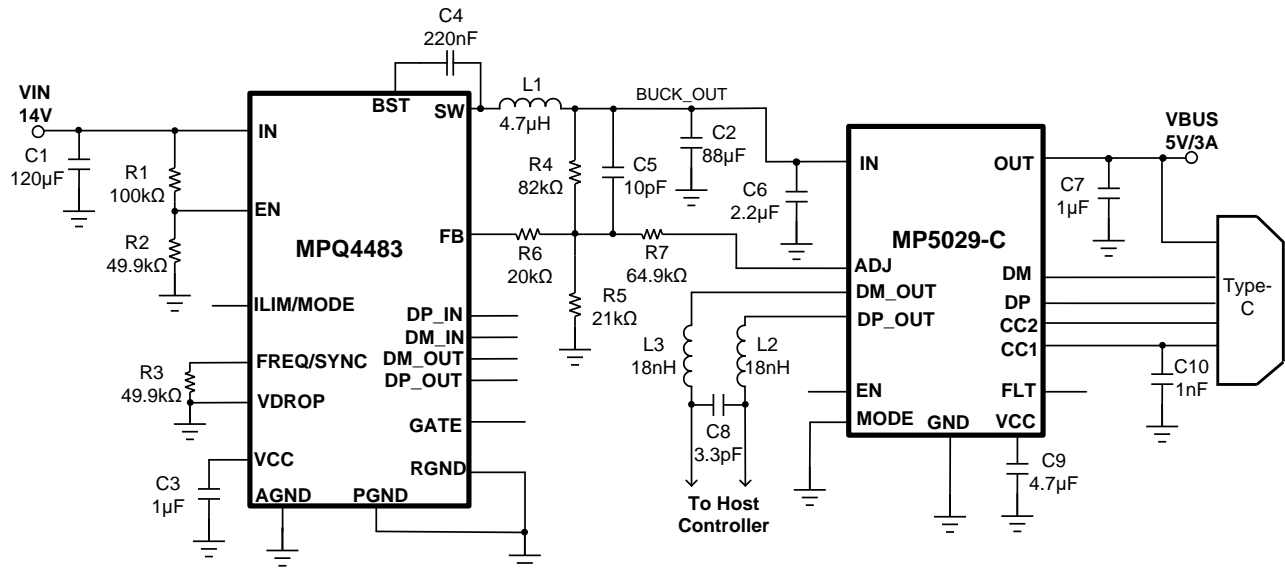 C4
220nF
L1
4.7µH
BUCK_OUT
VIN
14V
C1
120µF
R1
100kΩ
R2
49.9kΩ
R3
49.9kΩ
C3
1µF
BST
SW
IN
EN
MPQ4483
FB
ILIM/MODE
DP_IN
DM_IN
DM_OUT
DP_OUT
FREQ/SYNC
VDROP
GATE
VCC
RGND
AGND
PGND
R4
82kΩ
C5
10pF
C2
88µF
R6
20kΩ
R7
64.9kΩ
R5
21kΩ
C6
2.2µF
L3
18nH
L2
18nH
C8
3.3pF
To Host
Controller
IN
OUT
MP5029-C
ADJ
DM_OUT
DP_OUT
DM
DP
CC2
CC1
EN
FLT
MODE
GND
VCC
C9
4.7µF
VBUS
5V/3A
C7
1µF
C10
1nF
Type-
C